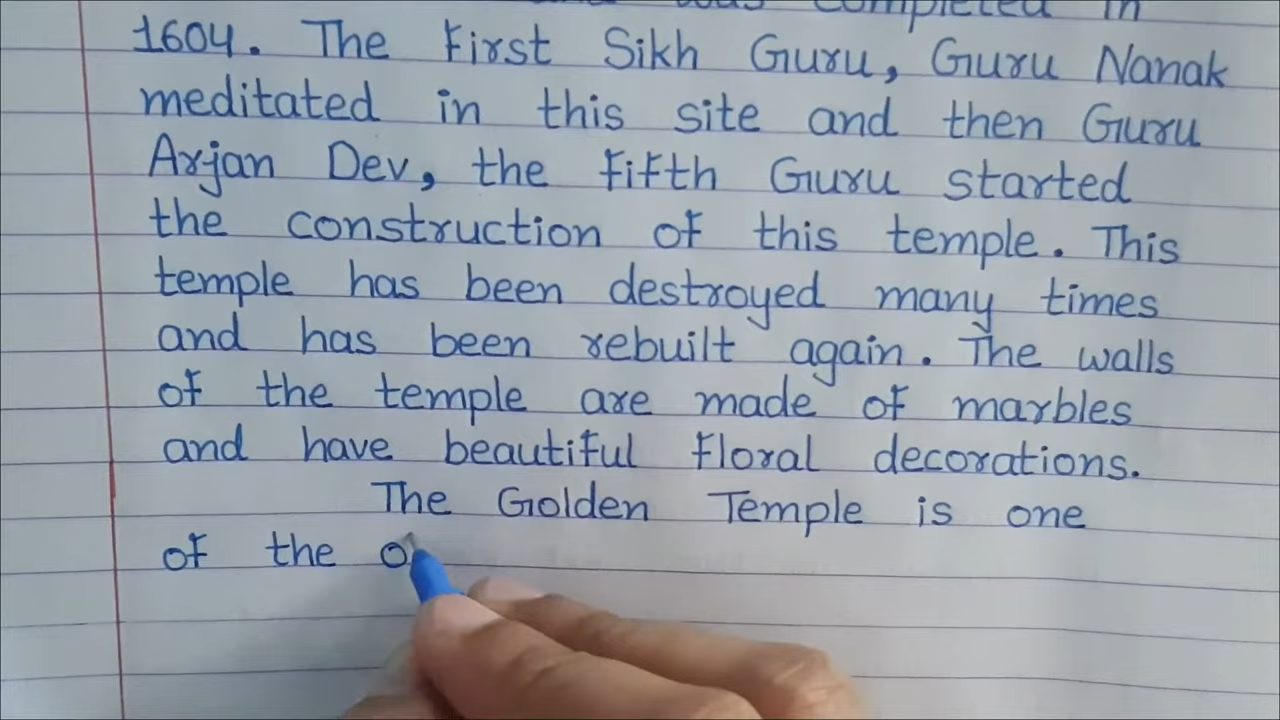 completed in
1604. The First Sikh Guru, Guru Nanak
meditated in this site and then Guru
Arjan Dev, the fifth Guru started
the construction of this temple. This
temple has been destroyed many times
and has been rebuilt again. The walls
of the temple are made of marbles
and have beautiful floral decorations.
The Golden Temple is one
of the o